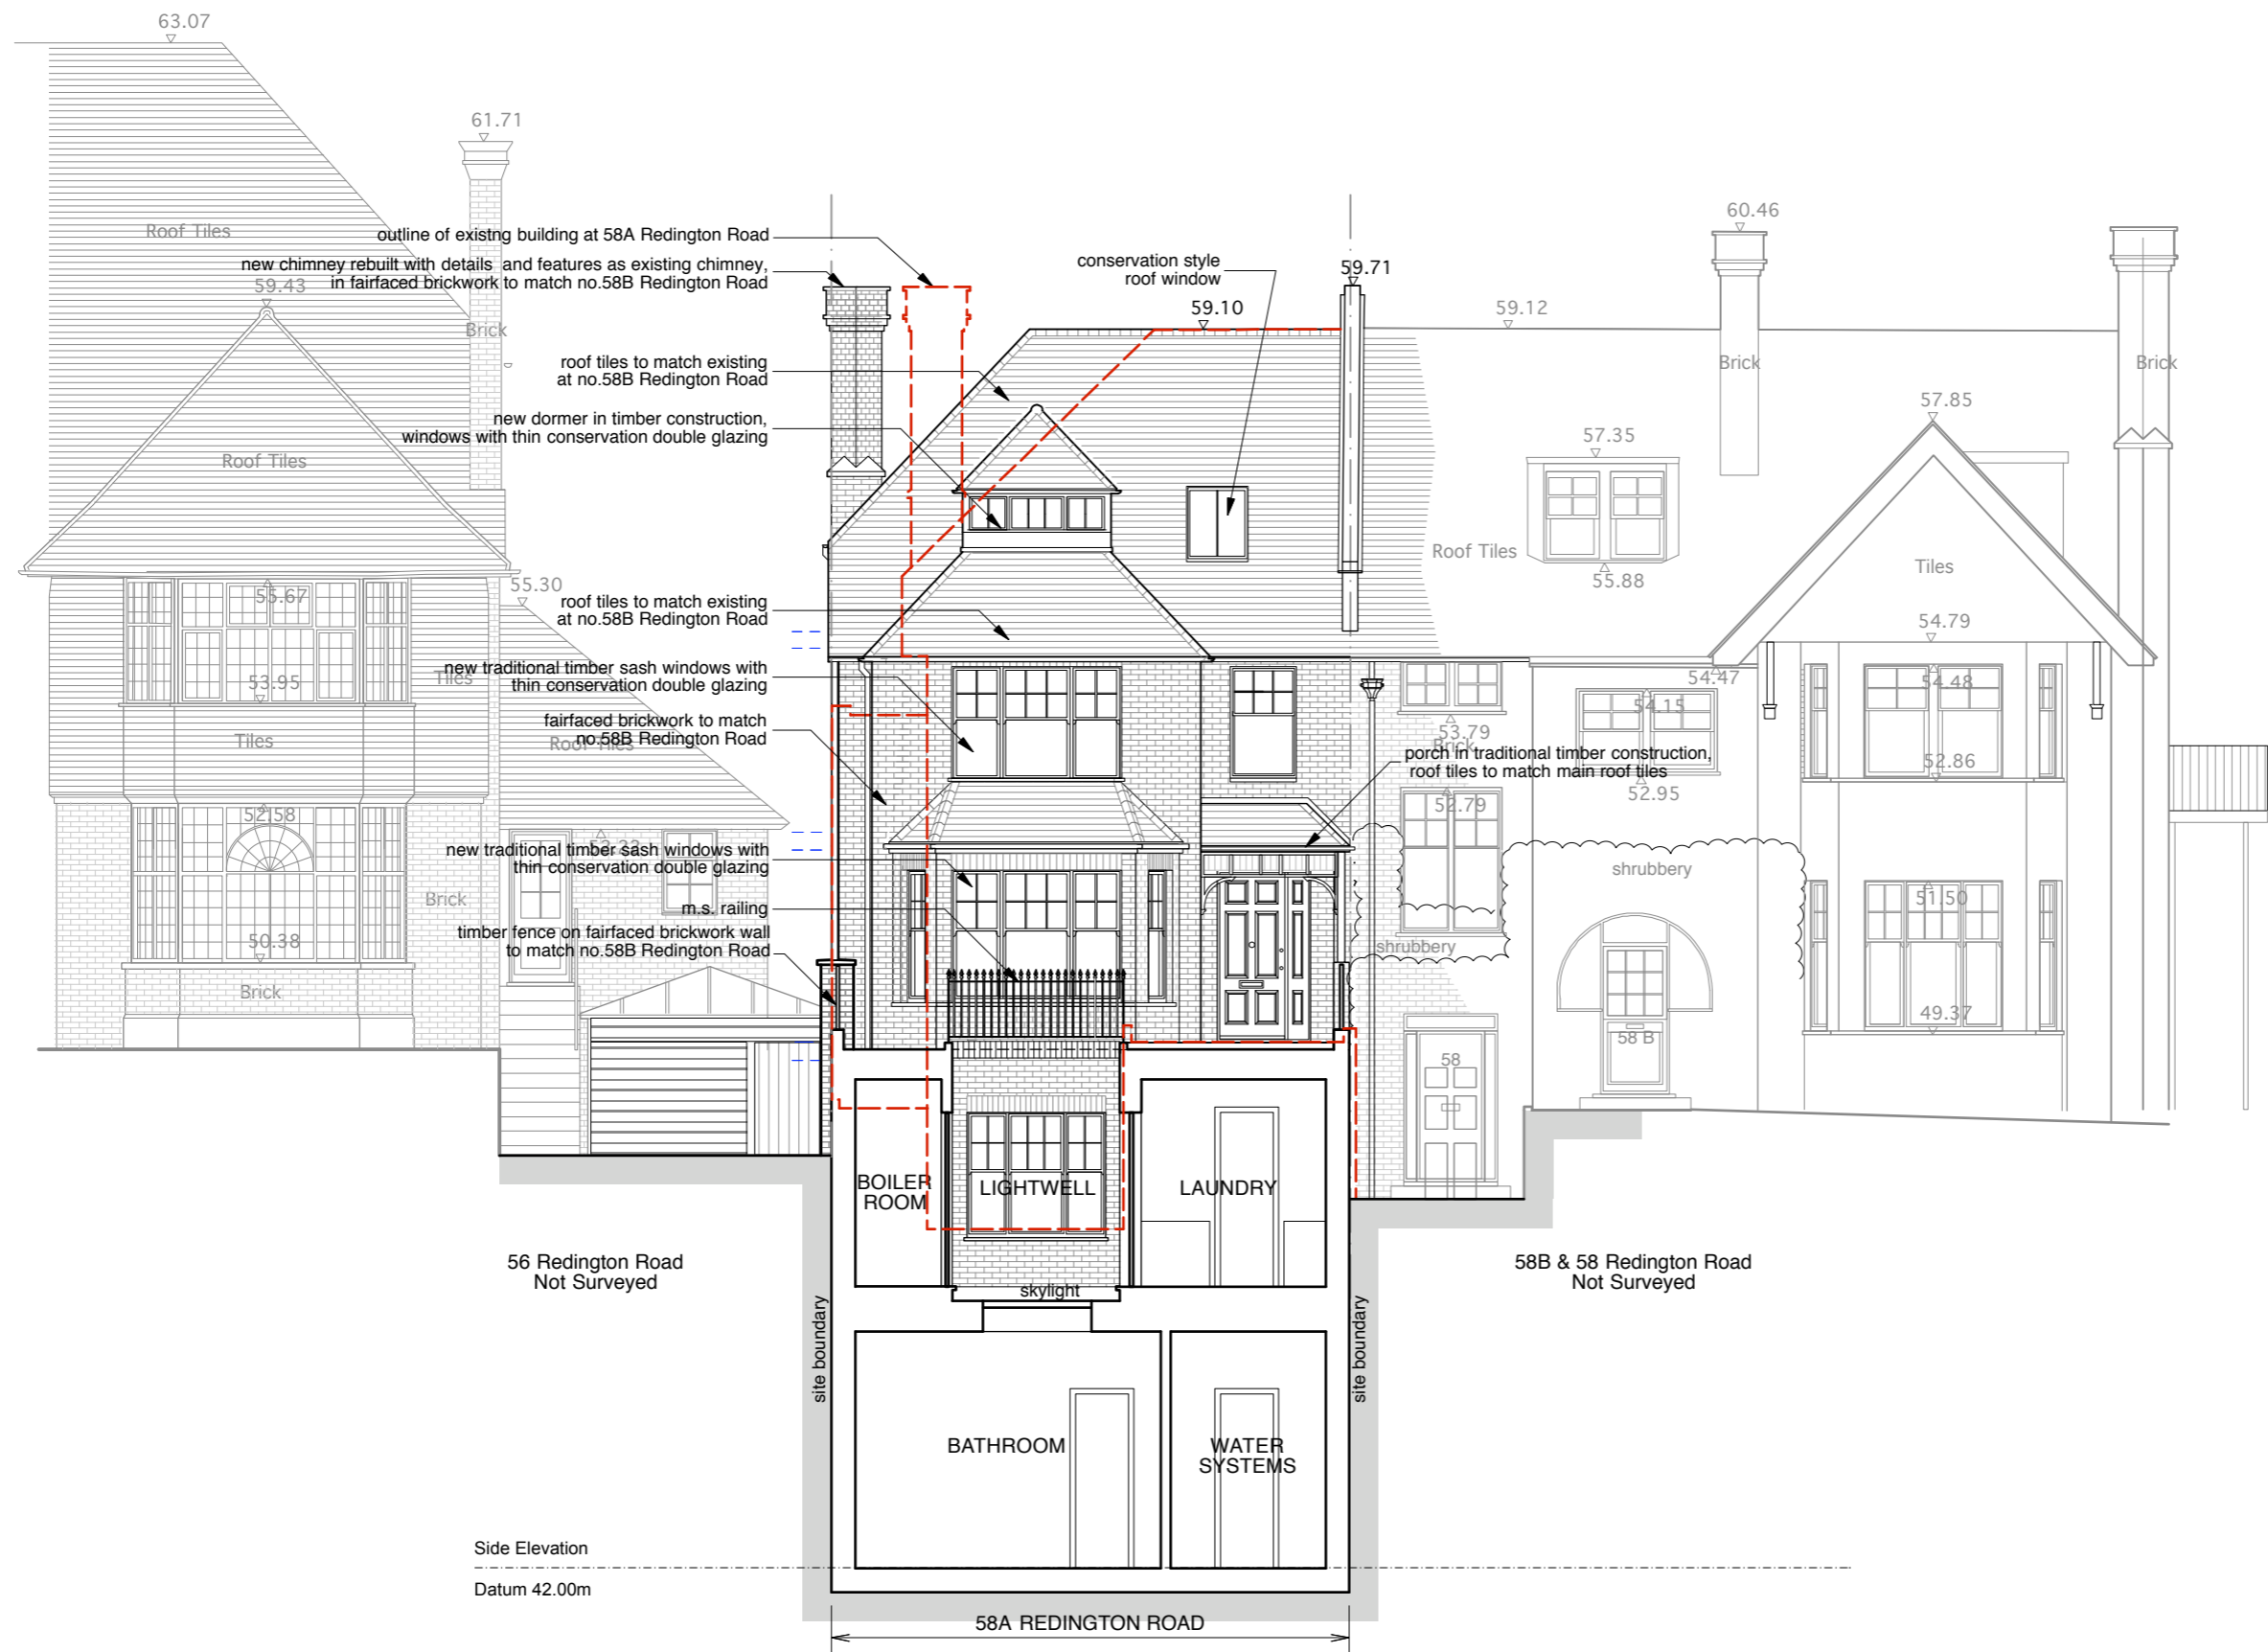 63.07
61.71
Roof Tiles
outline of existng building at 58A Redington Road
new chimney rebuilt with details and features as existing chimney,
in fairfaced brickwork to match no.58B Redington Road
59.43
Brick
conservation style
roof window
59.71
59.10
59.12
60.46
Brick
Brick
roof tiles to match existing
at no.58B Redington Road
new dormer in timber construction,
windows with thin conservation double glazing
Roof Tiles
57.35
57.85
Roof Tiles
55.88
Tiles
55.67
55.30
roof tiles to match existing
at no.58B Redington Road
54.79
new traditional timber sash windows with
thin conservation double glazing
53.95
Tiles
54.47
54.48
54.15
fairfaced brickwork to match
no.58B Redington Road
Tiles
Roof Tiles
53.79
Brick
porch in traditional timber construction,
roof tiles to match main roof tiles
52.86
52.95
52.79
52.58
new traditional timber sash windows with
thin conservation double glazing
shrubbery
m.s. railing
Brick
51.50
timber fence on fairfaced brickwork wall
to match no.58B Redington Road
50.38
shrubbery
Brick
49.37
58 B
58
BOILER
ROOM
LIGHTWELL
LAUNDRY
56 Redington Road
Not Surveyed
58B & 58 Redington Road
Not Surveyed
skylight
site boundary
site boundary
BATHROOM
WATER
SYSTEMS
Side Elevation
Datum 42.00m
58A REDINGTON ROAD